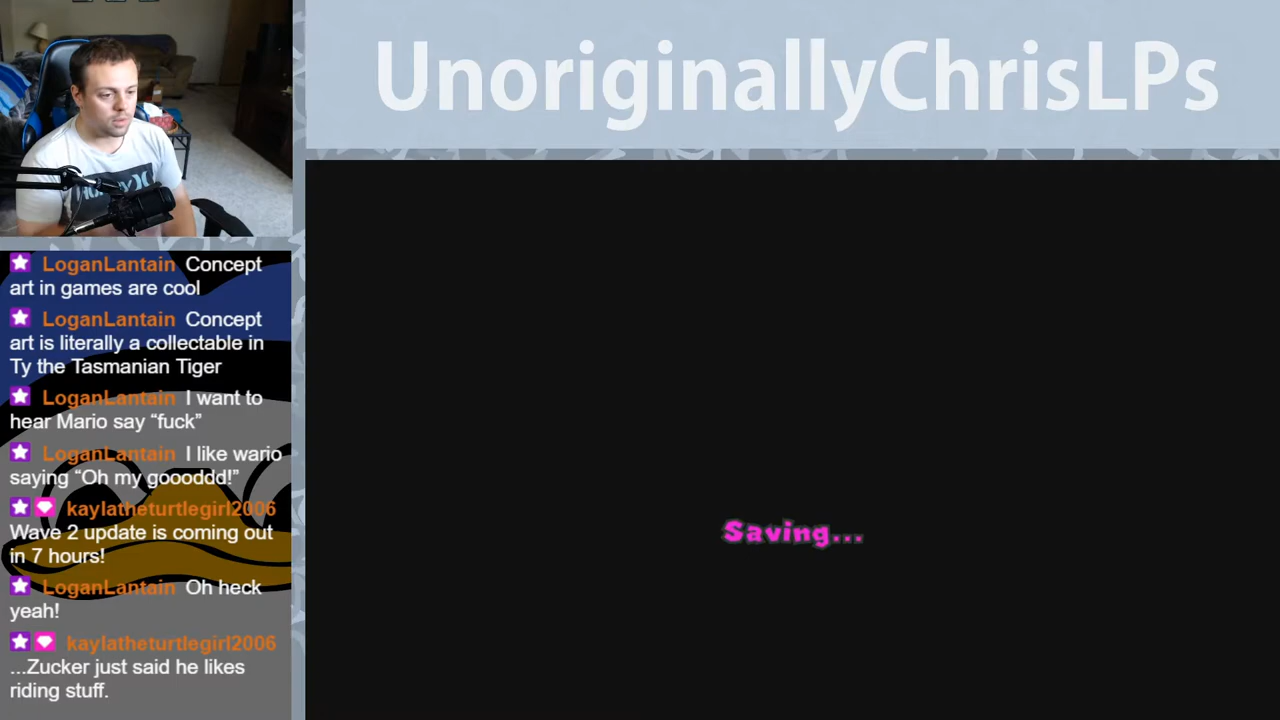 UnoriginallyChrisLPs
LoganLantain Concept
art in games are cool
LoganLantain Concept
art is literally a collectable in
Ty the Tasmanian Tiger
LoganLantain I want to
hear Mario say “fuck”
LoganLantain I like wario
saying “Oh my goooddd!”
kaylatheturtlegirl2006
Wave 2 update is coming out
in 7 hours!
LoganLantain Oh heck
yeah!
kaylatheturtlegirl2006
...Zucker just said he likes
riding stuff.
Saving...